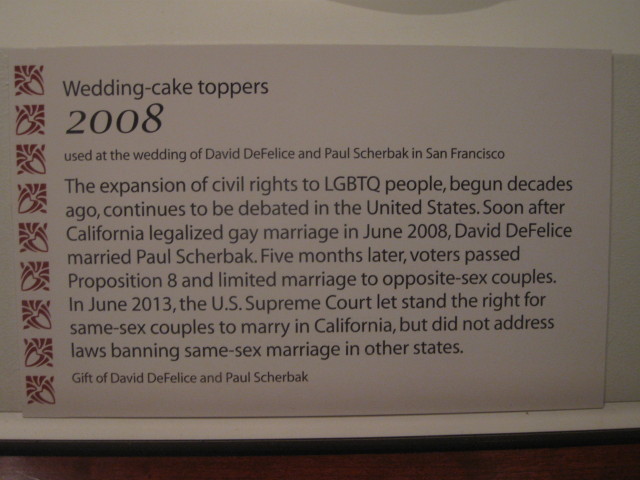 Wedding-cake toppers
2008
used at the wedding of David DeFelice and Paul Scherbak in San Francisco
The expansion of civil rights to LGBTQ people, begun decades
ago, continues to be debated in the United States. Soon after
California legalized gay marriage in June 2008, David DeFelice
married Paul Scherbak. Five months later, voters passed
Proposition 8 and limited marriage to opposite-sex couples.
In June 2013, the U.S. Supreme Court let stand the right for
same-sex couples to marry in California, but did not address
laws banning same-sex marriage in other states.
Gift of David DeFelice and Paul Scherbak